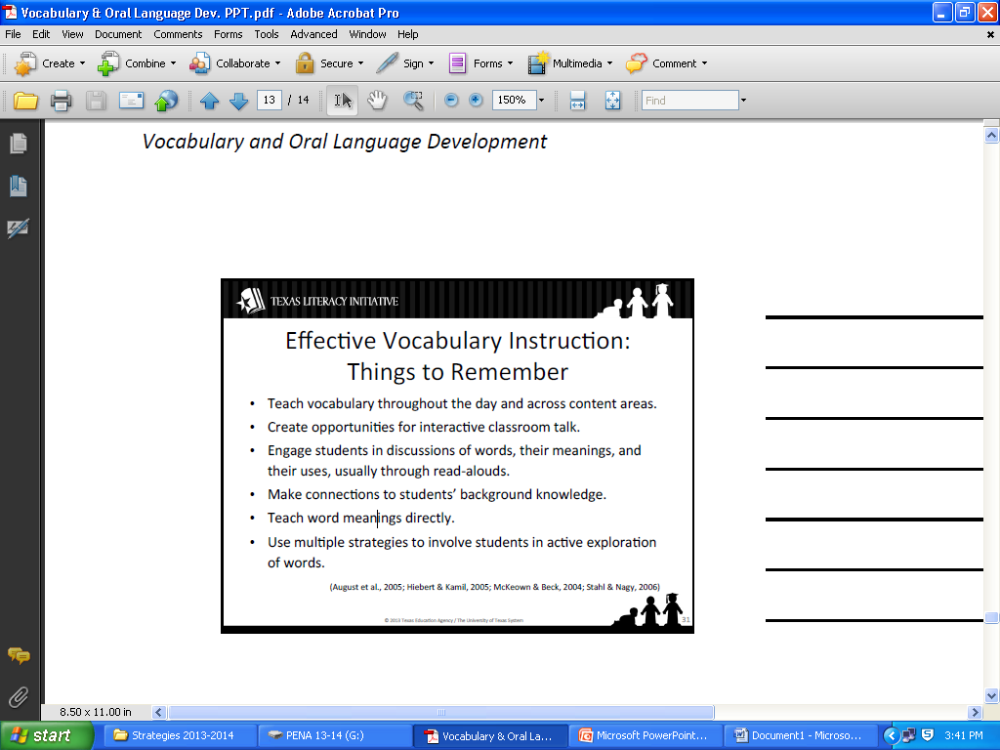 Vocabulary & Oral Language Dev. PPT.pdf - Adobe Acrobat Pro
File Edit View Document Comments Forms Tools Advanced Window Help
Create Combine Collaborate Secure Sign Forms Multimedia Comment
13 / 14 150% Find
Vocabulary and Oral Language Development
TEXAS LITERACY INITIATIVE
Effective Vocabulary Instruction:
Things to Remember
• Teach vocabulary throughout the day and across content areas.
• Create opportunities for interactive classroom talk.
• Engage students in discussions of words, their meanings, and
their uses, usually through read-alouds.
• Make connections to students’ background knowledge.
• Teach word meanings directly.
• Use multiple strategies to involve students in active exploration
of words.
(August et al., 2005; Hiebert & Kamil, 2005; McKeown & Beck, 2004; Stahl & Nagy, 2006)
© 2013 Texas Education Agency / The University of Texas System
31
8.50 x 11.00 in
start Strategies 2013-2014 PENA 13-14 (G:) Vocabulary & Oral La... Microsoft PowerPoint... Document1 - Microso... 3:41 PM